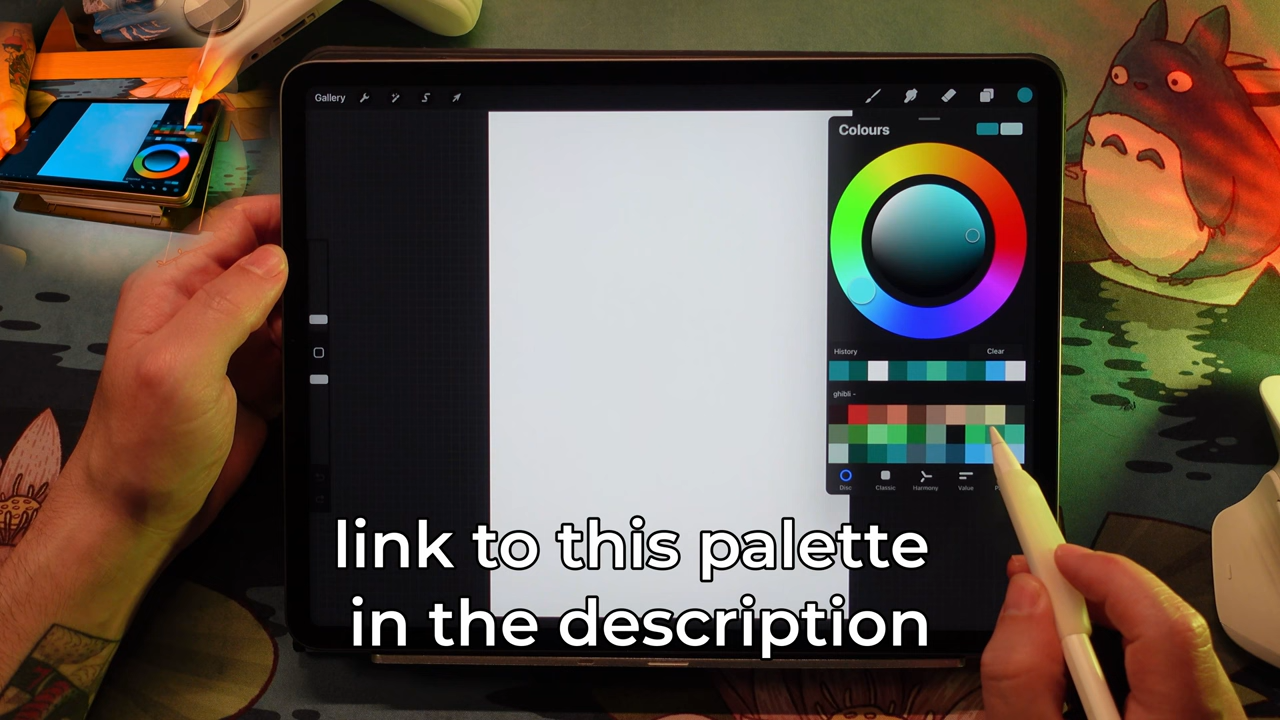 Gallery
Colours
History Clear
ghibli -
Disc Classic Harmony Value
link to this palette
in the description